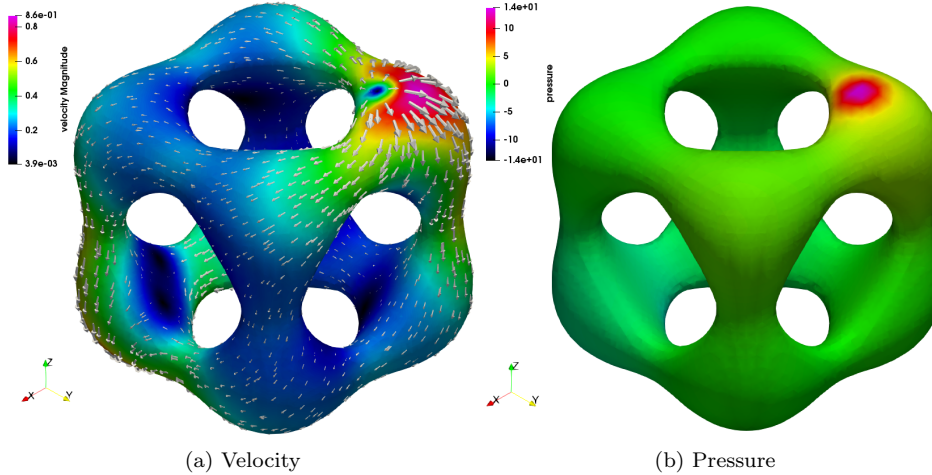 8.6e-01
0.8
0.6
0.4
0.2
3.9e-03
velocity Magnitude
Z
X
Y
(a) Velocity
1.4e+01
10
5
0
-5
-10
-1.4e+01
pressure
Z
X
Y
(b) Pressure